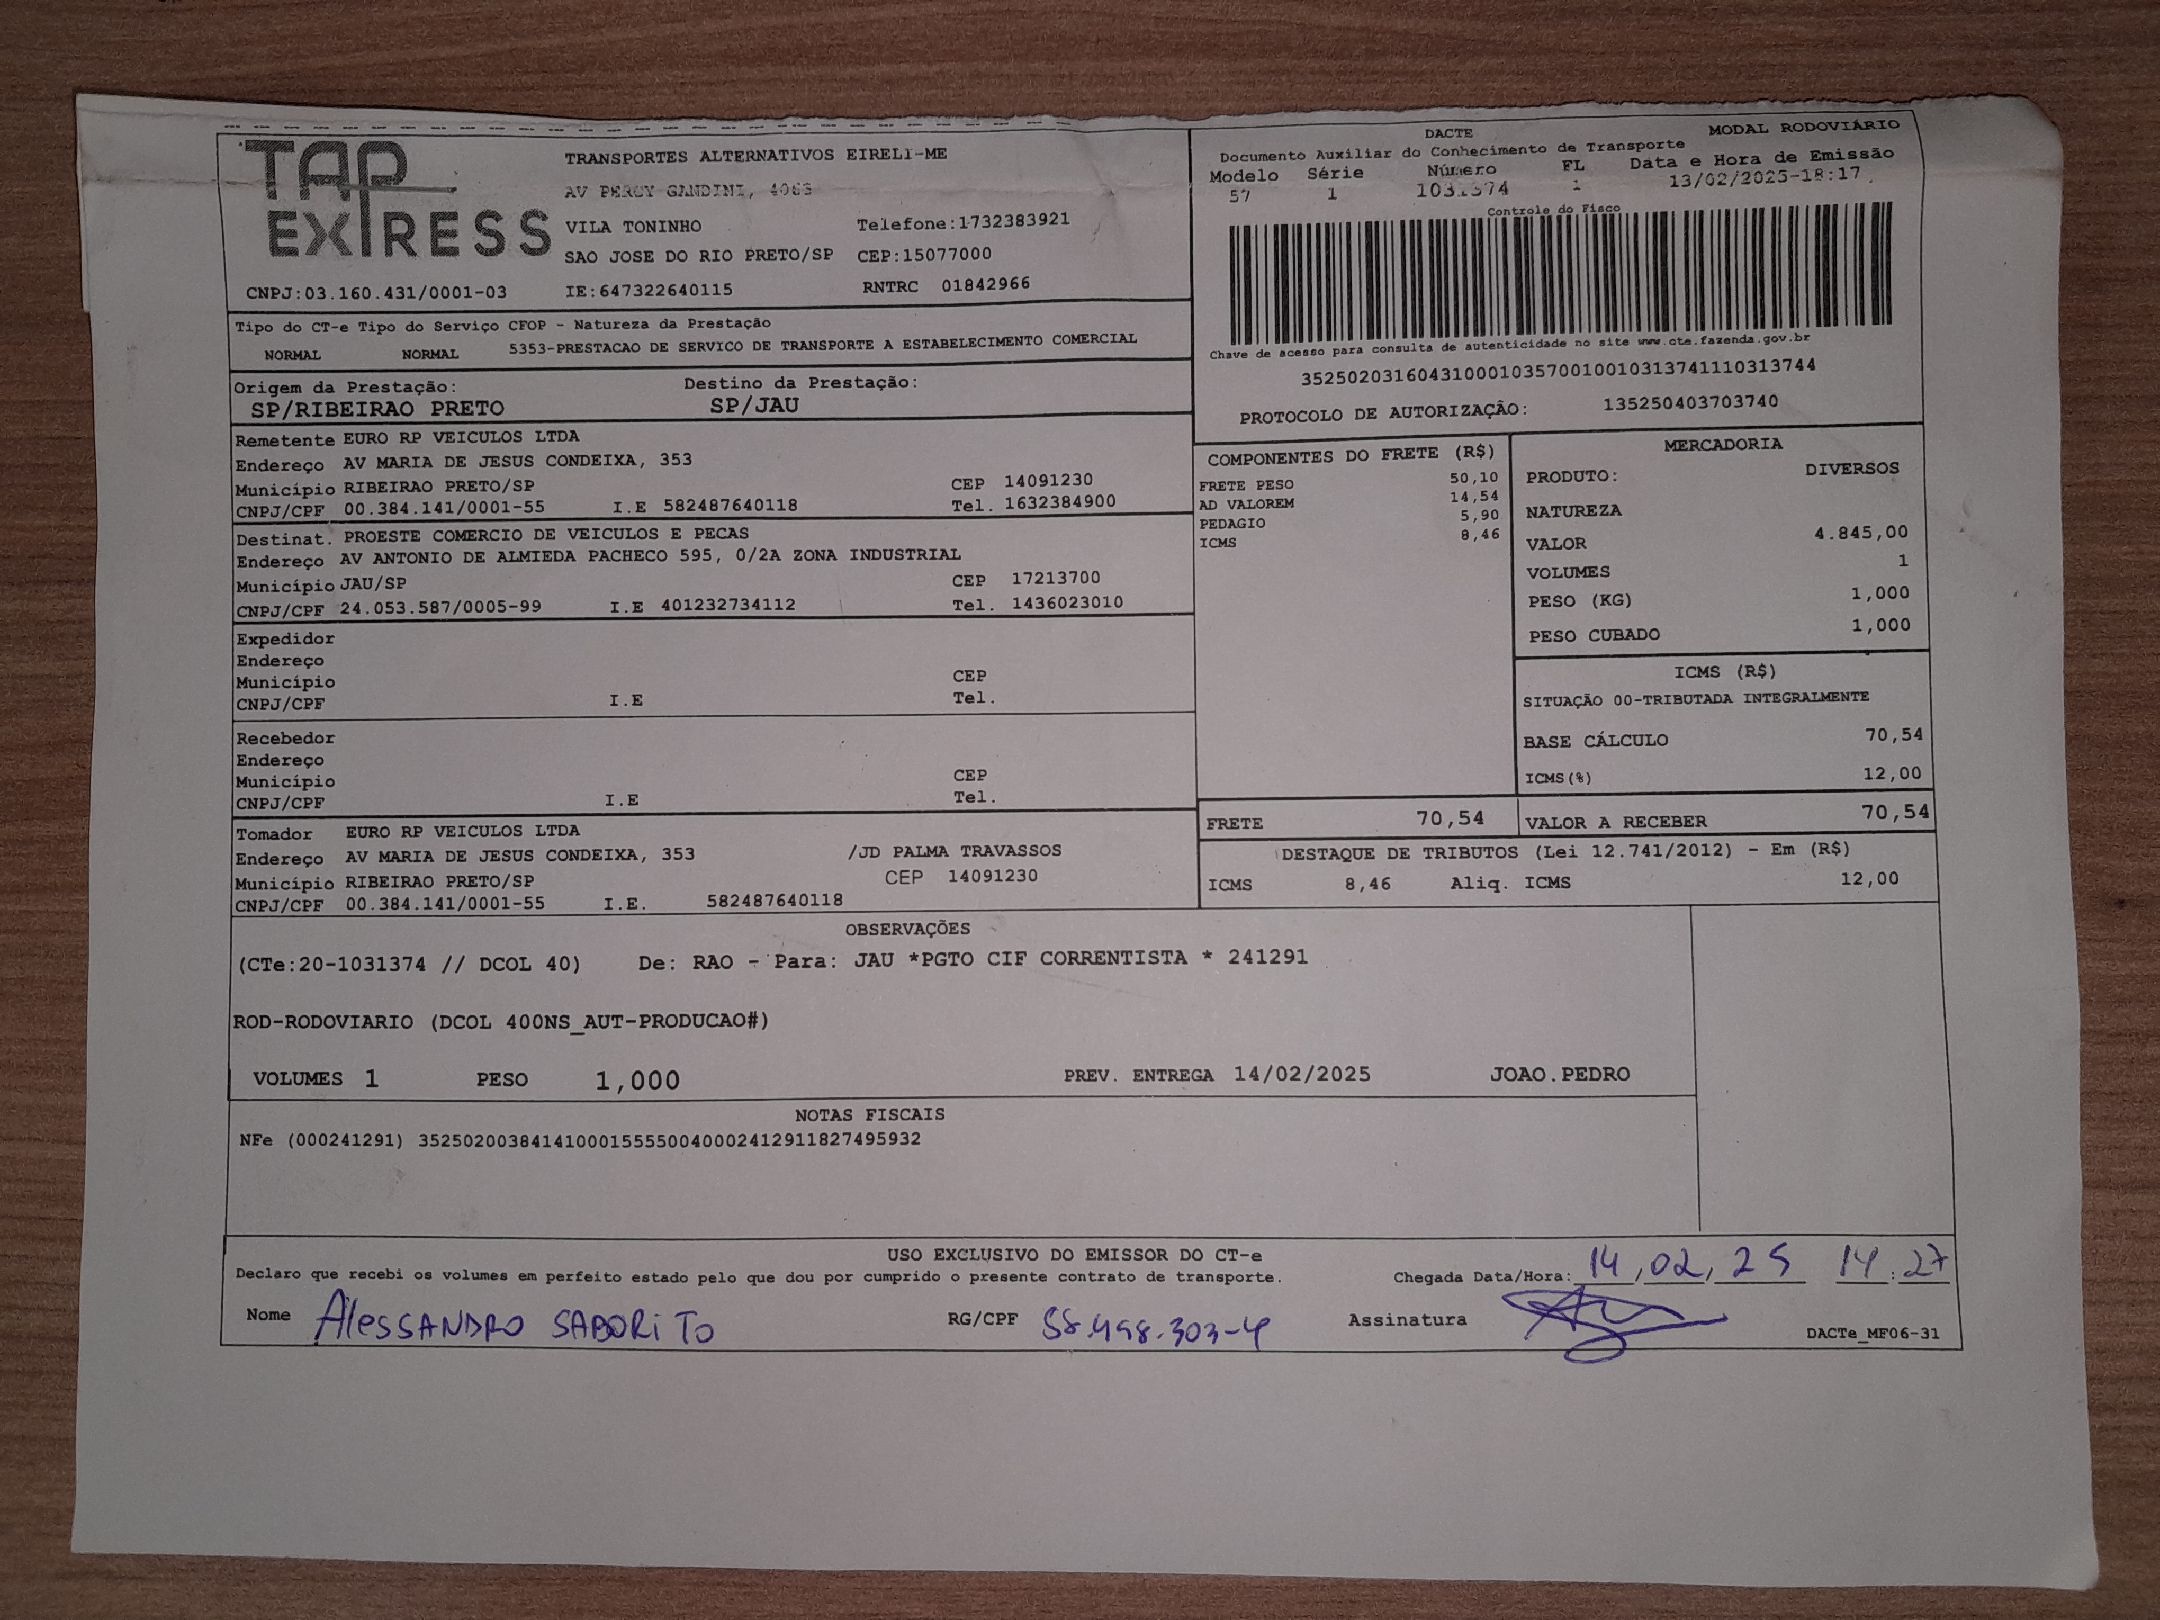 TAP
EXPRESS
TRANSPORTES ALTERNATIVOS EIRELI-ME
AV PERCY GANDINI,
VILA TONINHO Telefone:1732383921
SAO JOSE DO RIO PRETO/SP CEP:15077000
CNPJ:03.160.431/0001-03 IE:647322640115 RNTRC 01842966
DACTE MODAL RODOVIÁRIO
Documento Auxiliar do Conhecimento de Transporte
Modelo Série Número FL Data e Hora de Emissão
57 1 1031374 1 13/02/2025-18:17
Controle do Fisco
Chave de acesso para consulta de autenticidade no site www.cte.fazenda.gov.br
35250203160431000103570010010313741110313744
PROTOCOLO DE AUTORIZAÇÃO: 135250403703740
Tipo do CT-e Tipo do Serviço CFOP - Natureza da Prestação
NORMAL NORMAL 5353-PRESTACAO DE SERVICO DE TRANSPORTE A ESTABELECIMENTO COMERCIAL
Origem da Prestação: Destino da Prestação:
SP/RIBEIRAO PRETO SP/JAU
Remetente EURO RP VEICULOS LTDA
Endereço AV MARIA DE JESUS CONDEIXA, 353
Município RIBEIRAO PRETO/SP CEP 14091230
CNPJ/CPF 00.384.141/0001-55 I.E 582487640118 Tel. 1632384900
Destinat. PROESTE COMERCIO DE VEICULOS E PECAS
Endereço AV ANTONIO DE ALMIEDA PACHECO 595, 0/2A ZONA INDUSTRIAL
Município JAU/SP CEP 17213700
CNPJ/CPF 24.053.587/0005-99 I.E 401232734112 Tel. 1436023010
Expedidor
Endereço
Município CEP
CNPJ/CPF I.E Tel.
Recebedor
Endereço
Município CEP
CNPJ/CPF I.E Tel.
Tomador EURO RP VEICULOS LTDA
Endereço AV MARIA DE JESUS CONDEIXA, 353 /JD PALMA TRAVASSOS
Município RIBEIRAO PRETO/SP CEP 14091230
CNPJ/CPF 00.384.141/0001-55 I.E. 582487640118
COMPONENTES DO FRETE (R$)
FRETE PESO 50,10
AD VALOREM 14,54
PEDAGIO 5,90
ICMS 8,46
MERCADORIA
PRODUTO: DIVERSOS
NATUREZA
VALOR 4.845,00
VOLUMES 1
PESO (KG) 1,000
PESO CUBADO 1,000
ICMS (R$)
SITUAÇÃO 00-TRIBUTADA INTEGRALMENTE
BASE CÁLCULO 70,54
ICMS(%) 12,00
FRETE 70,54 VALOR A RECEBER 70,54
DESTAQUE DE TRIBUTOS (Lei 12.741/2012) - Em (R$)
ICMS 8,46 Aliq. ICMS 12,00
OBSERVAÇÕES
(CTe:20-1031374 // DCOL 40) De: RAO - Para: JAU *PGTO CIF CORRENTISTA * 241291
ROD-RODOVIARIO (DCOL 400NS_AUT-PRODUCAO#)
VOLUMES 1 PESO 1,000 PREV. ENTREGA 14/02/2025 JOAO.PEDRO
NOTAS FISCAIS
NFe (000241291) 35250200384141000155550040002412911827495932
USO EXCLUSIVO DO EMISSOR DO CT-e
Declaro que recebi os volumes em perfeito estado pelo que dou por cumprido o presente contrato de transporte. Chegada Data/Hora: 14,02,25 14:27
Nome Alessandro Saborito RG/CPF Assinatura
DACTe_MF06-31